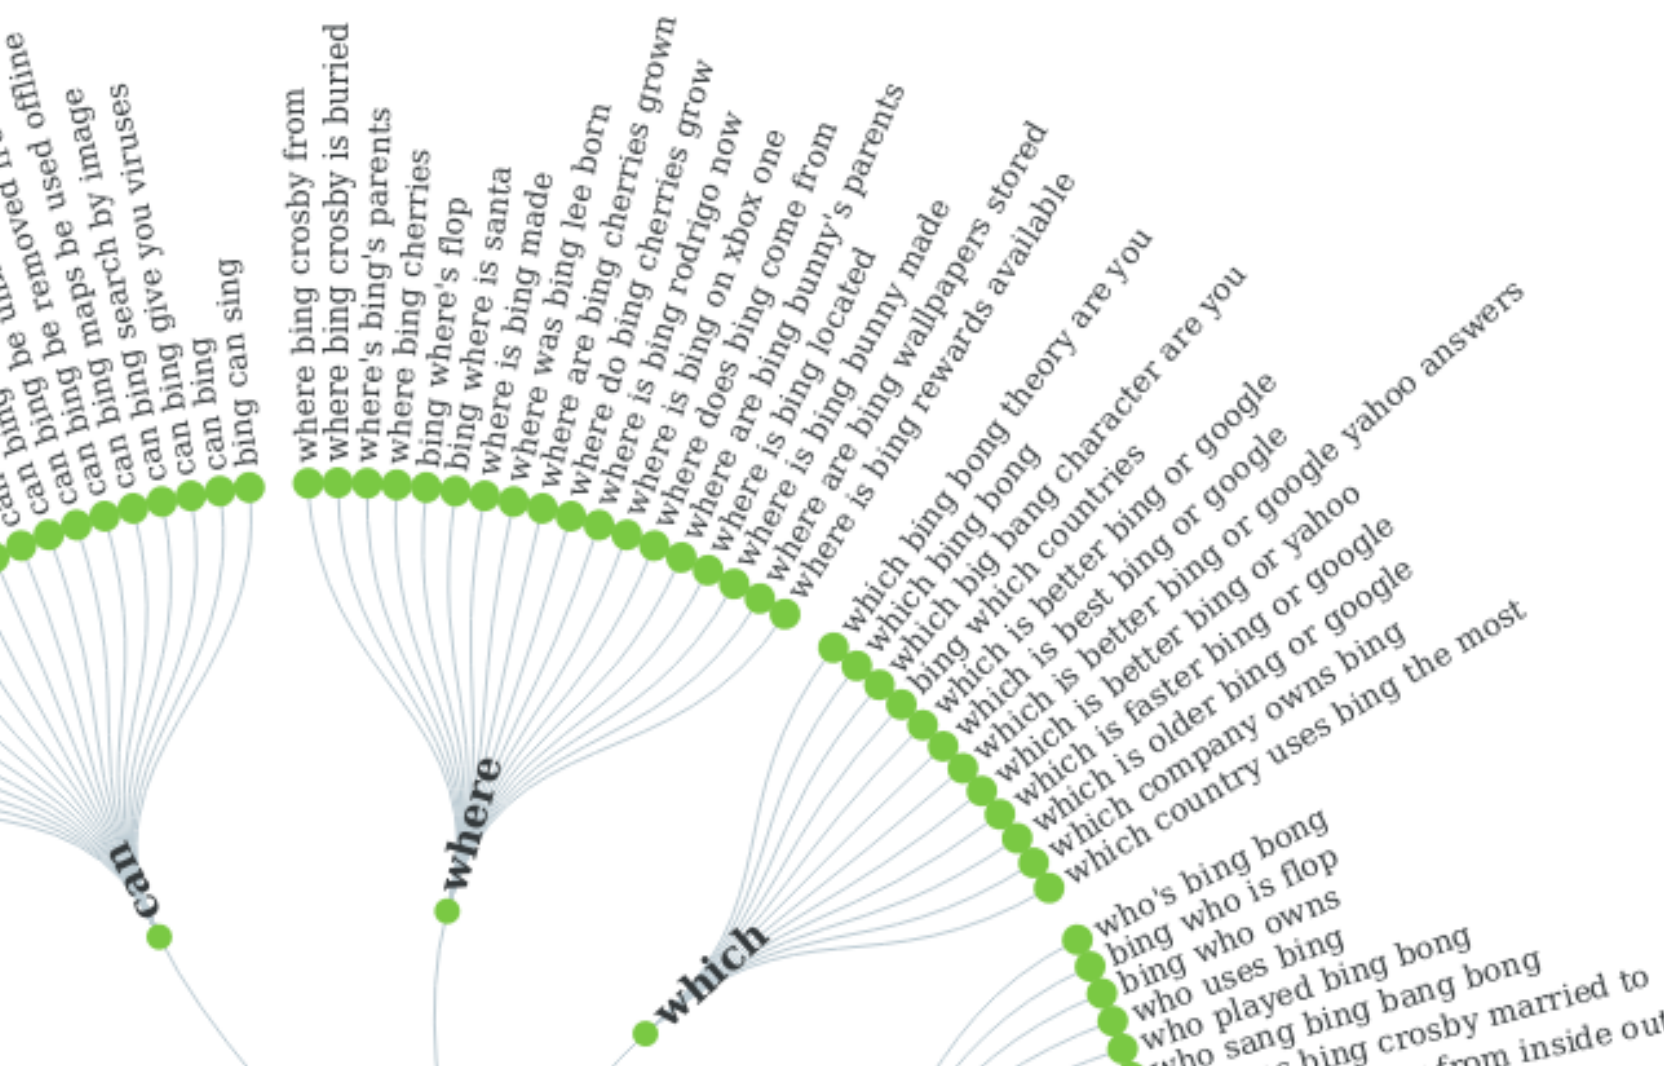 can bing be removed
can bing maps be used offline
can bing search by image
can bing give you viruses
can bing
bing can sing
can
where bing crosby from
where bing crosby is buried
where's bing's parents
where bing cherries
bing where's flop
bing where is santa
where is bing made
where was bing lee born
where are bing cherries grown
where do bing cherries grow
where is bing rodrigo now
where is bing on xbox one
where does bing come from
where are bing bunny's parents
where is bing located
where is bing bunny made
where are bing wallpapers stored
where is bing rewards available
where
which bing bong theory are you
which bing bong
which big bang character are you
bing which countries
which is better bing or google
which is best bing or google
which is better bing or google yahoo answers
which is better bing or yahoo
which is faster bing or google
which is older bing or google
which company owns bing
which country uses bing the most
which
who's bing bong
bing who is flop
bing who owns
who uses bing
who played bing bong
who sang bing bang bong
bing crosby married to
from inside out